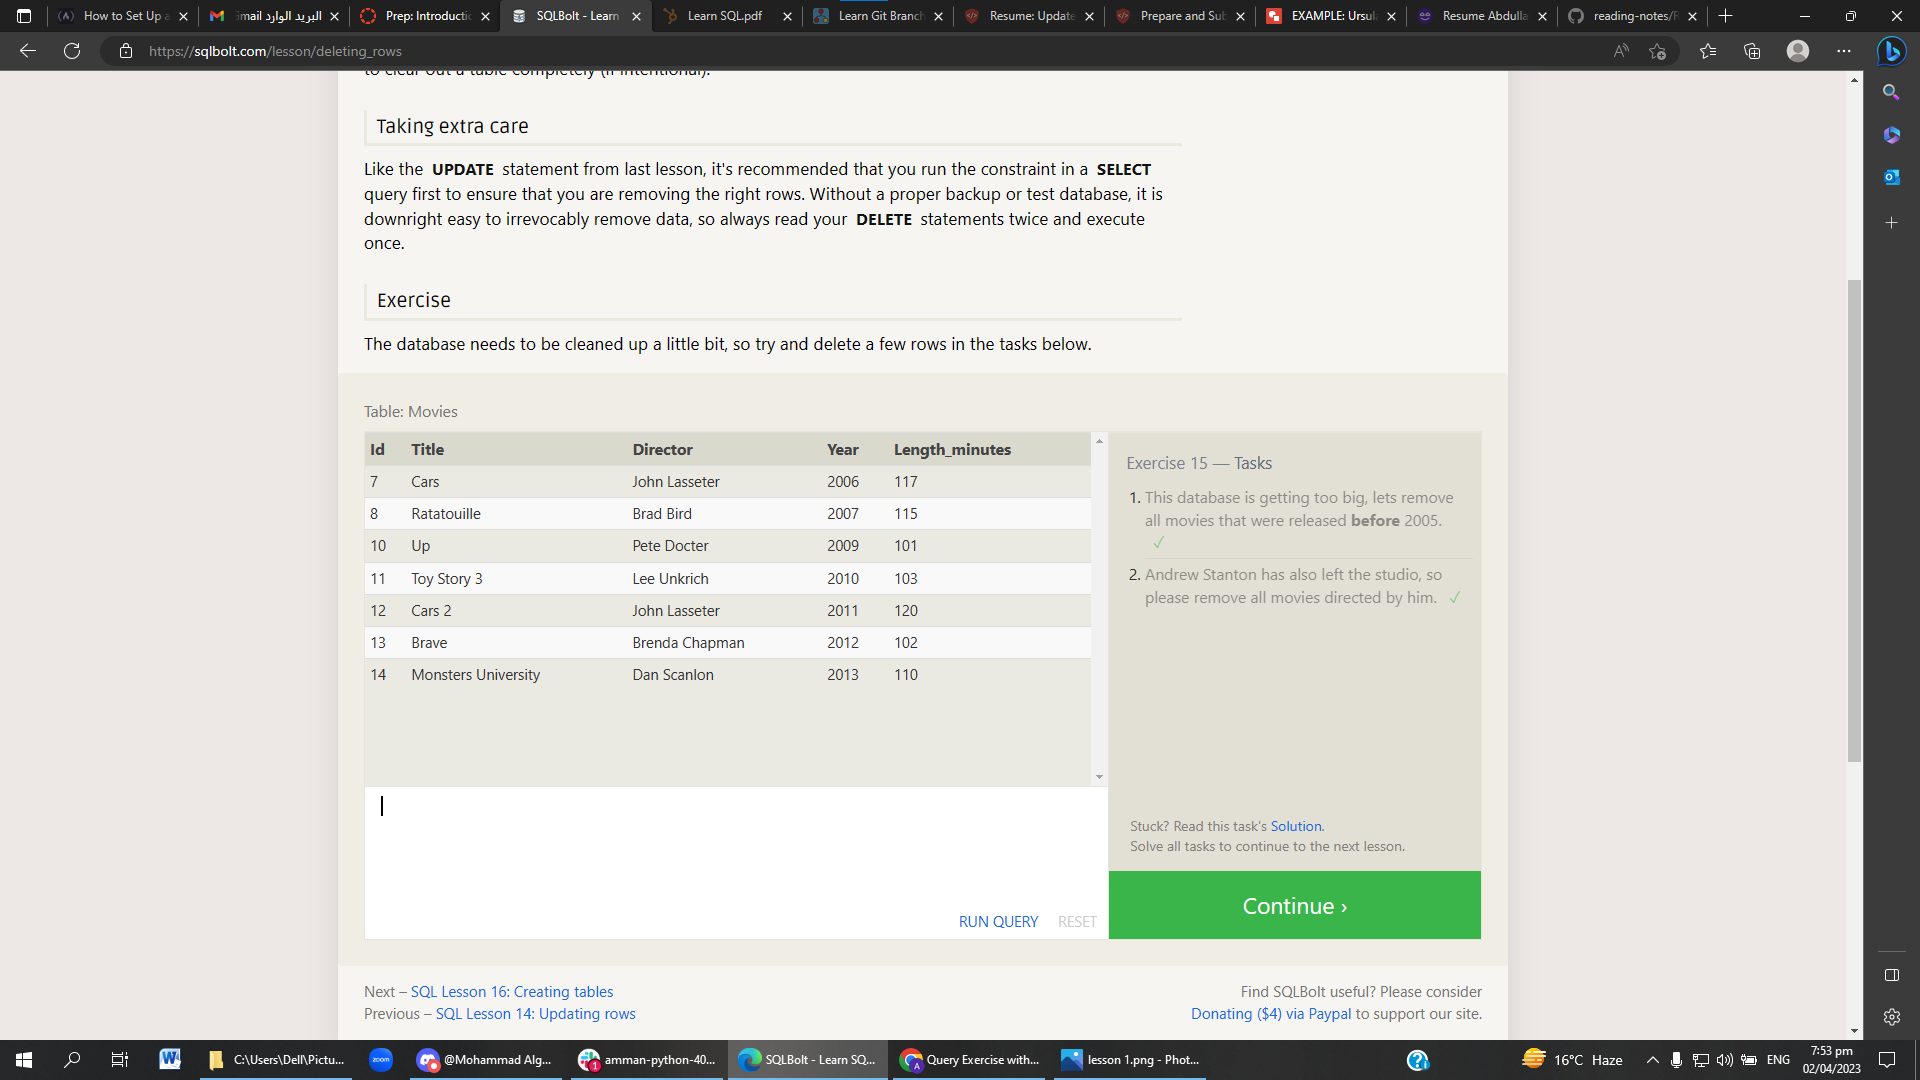 How to Set Up a
Gmail البريد الوارد
Prep: Introductic
SQLBolt - Learn
Learn SQL.pdf
Learn Git Branch
Resume: Update
Prepare and Sub
EXAMPLE: Ursula
Resume Abdulla
reading-notes/R
https://sqlbolt.com/lesson/deleting_rows
to clear out a table completely (if intentional).
Taking extra care
Like the UPDATE statement from last lesson, it's recommended that you run the constraint in a SELECT
query first to ensure that you are removing the right rows. Without a proper backup or test database, it is
downright easy to irrevocably remove data, so always read your DELETE statements twice and execute
once.
Exercise
The database needs to be cleaned up a little bit, so try and delete a few rows in the tasks below.
Table: Movies
Id Title Director Year Length_minutes
7 Cars John Lasseter 2006 117
8 Ratatouille Brad Bird 2007 115
10 Up Pete Docter 2009 101
11 Toy Story 3 Lee Unkrich 2010 103
12 Cars 2 John Lasseter 2011 120
13 Brave Brenda Chapman 2012 102
14 Monsters University Dan Scanlon 2013 110
Exercise 15 — Tasks
1. This database is getting too big, lets remove
all movies that were released before 2005.
✓
2. Andrew Stanton has also left the studio, so
please remove all movies directed by him. ✓
Stuck? Read this task's Solution.
Solve all tasks to continue to the next lesson.
RUN QUERY RESET
Continue ›
Next – SQL Lesson 16: Creating tables
Previous – SQL Lesson 14: Updating rows
Find SQLBolt useful? Please consider
Donating ($4) via Paypal to support our site.
C:\Users\Dell\Pictu...
zoom
@Mohammad Alg...
1
amman-python-40...
SQLBolt - Learn SQ...
A
Query Exercise with...
lesson 1.png - Phot...
16°C Haze
ENG
7:53 pm
02/04/2023